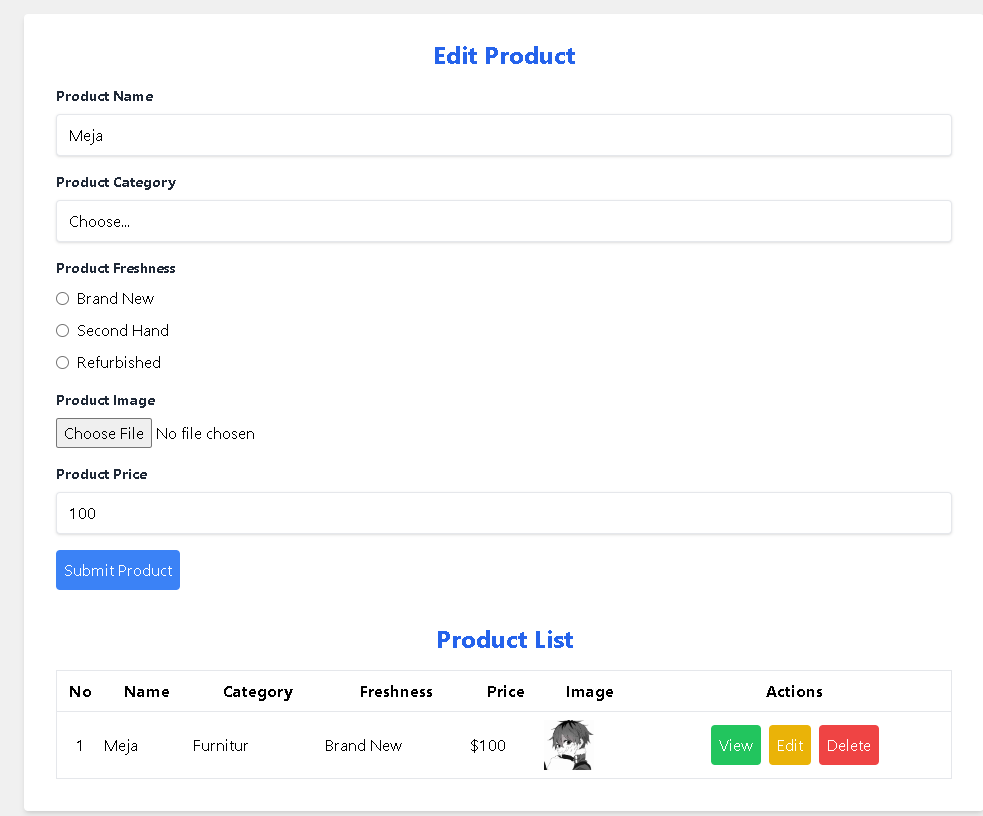 Edit Product
Product Name
Meja
Product Category
Choose...
Product Freshness
Brand New
Second Hand
Refurbished
Product Image
Choose File No file chosen
Product Price
100
Submit Product
Product List
No Name Category Freshness Price Image Actions
1 Meja Furnitur Brand New $100 View Edit Delete